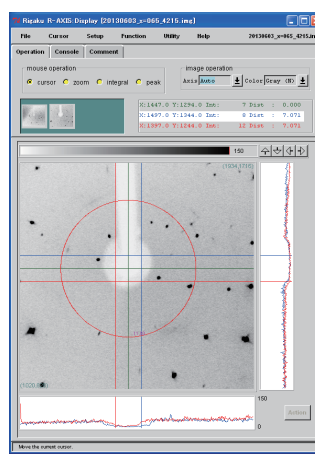 Rigaku R-AXIS:Display [20130603_s=065_4215.img]
File Cursor Setup Function Utility Help 20130603_s=065_4215.im
Operation Console Comment
mouse operation
cursor zoom integral peak
image operation
Axis Auto Color Gray (N)
X:1447.0 Y:1294.0 Int: 7 Dist : 0.000
X:1497.0 Y:1344.0 Int: 8 Dist : 7.071
X:1397.0 Y:1244.0 Int: 12 Dist : 7.071
150
150
0
Action
Move the current cursor.